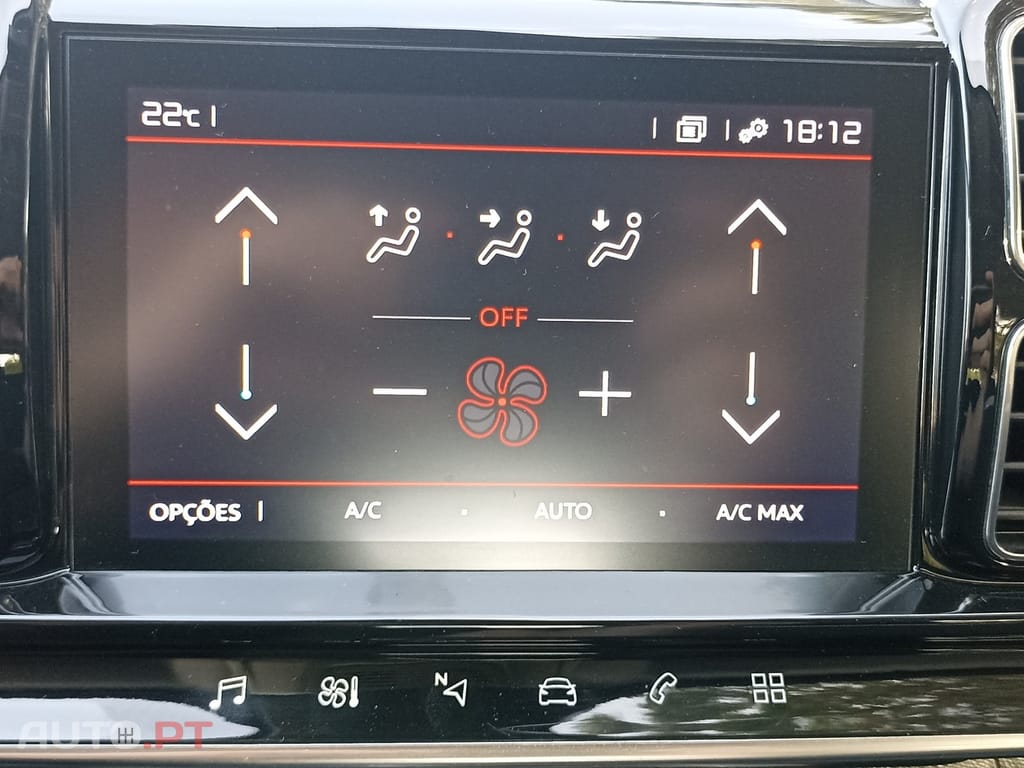 22°C
18:12
OFF
OPÇÕES A/C AUTO A/C MAX
N
AUTO.PT